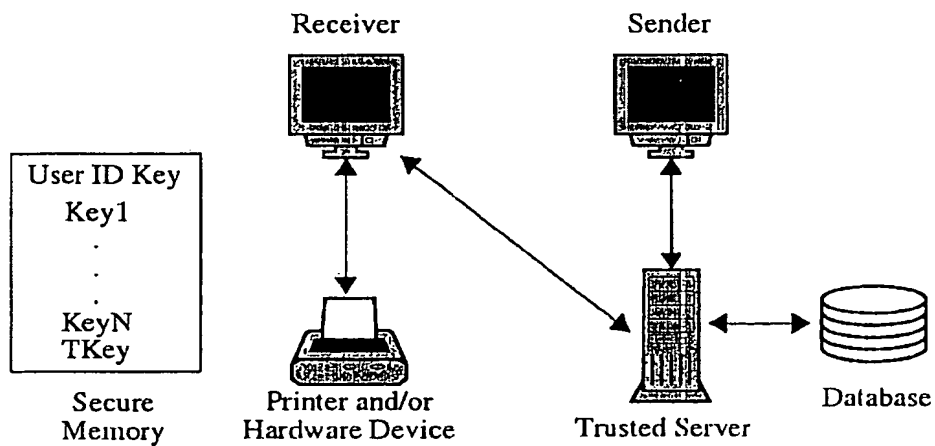 Receiver
Sender
User ID Key
Key1
.
.
.
KeyN
TKey
Secure
Memory
Printer and/or
Hardware Device
Trusted Server
Database